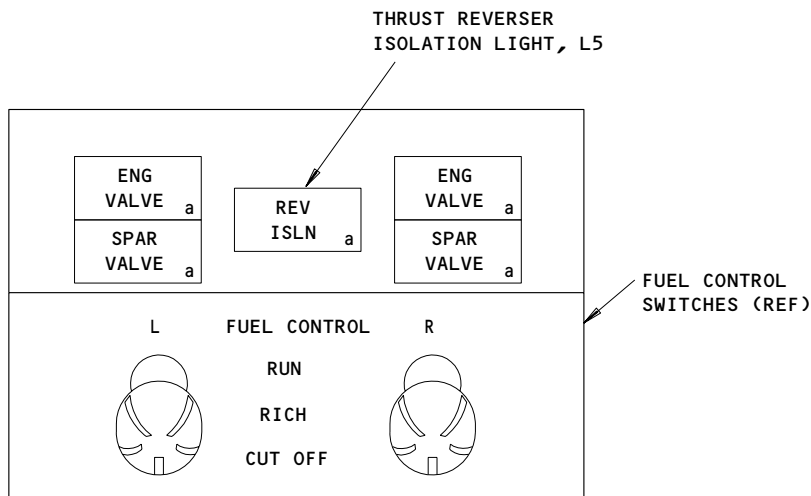 THRUST REVERSER
ISOLATION LIGHT, L5
ENG
VALVE a
SPAR
VALVE a
REV
ISLN a
ENG
VALVE a
SPAR
VALVE a
FUEL CONTROL
SWITCHES (REF)
L FUEL CONTROL R
RUN
RICH
CUT OFF